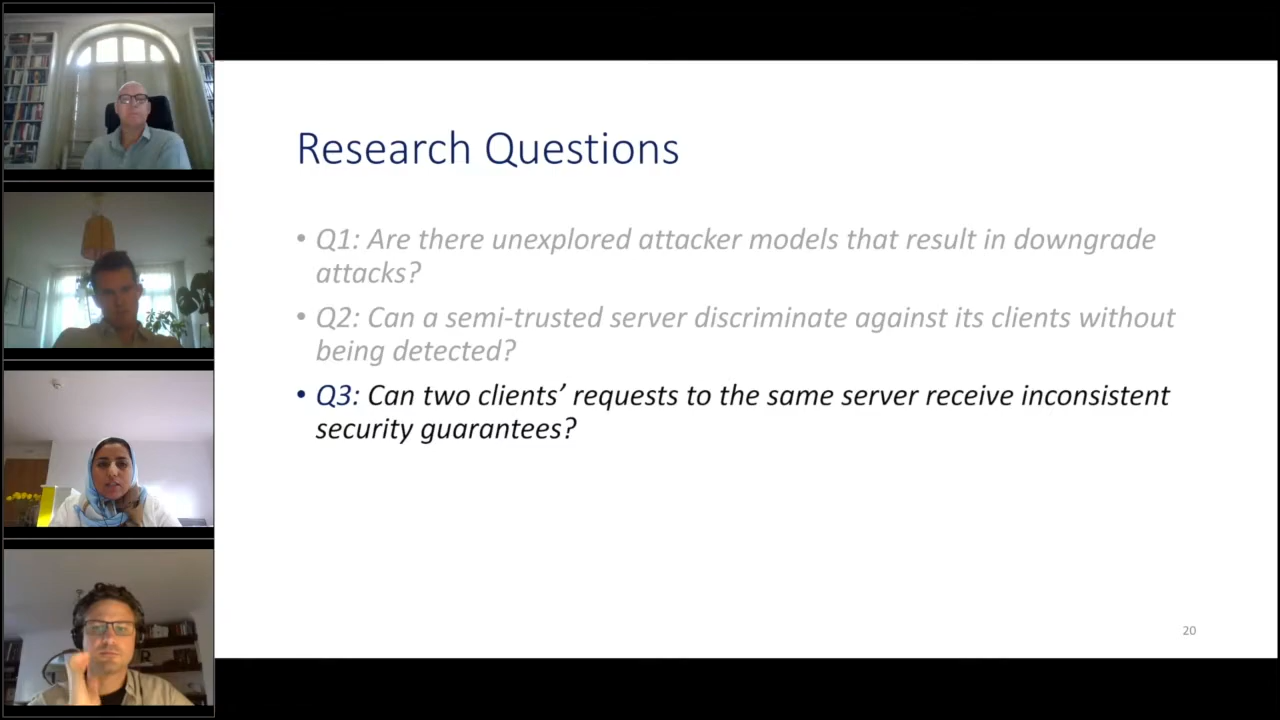 Research Questions
• Q1: Are there unexplored attacker models that result in downgrade
attacks?
• Q2: Can a semi-trusted server discriminate against its clients without
being detected?
• Q3: Can two clients’ requests to the same server receive inconsistent
security guarantees?
20